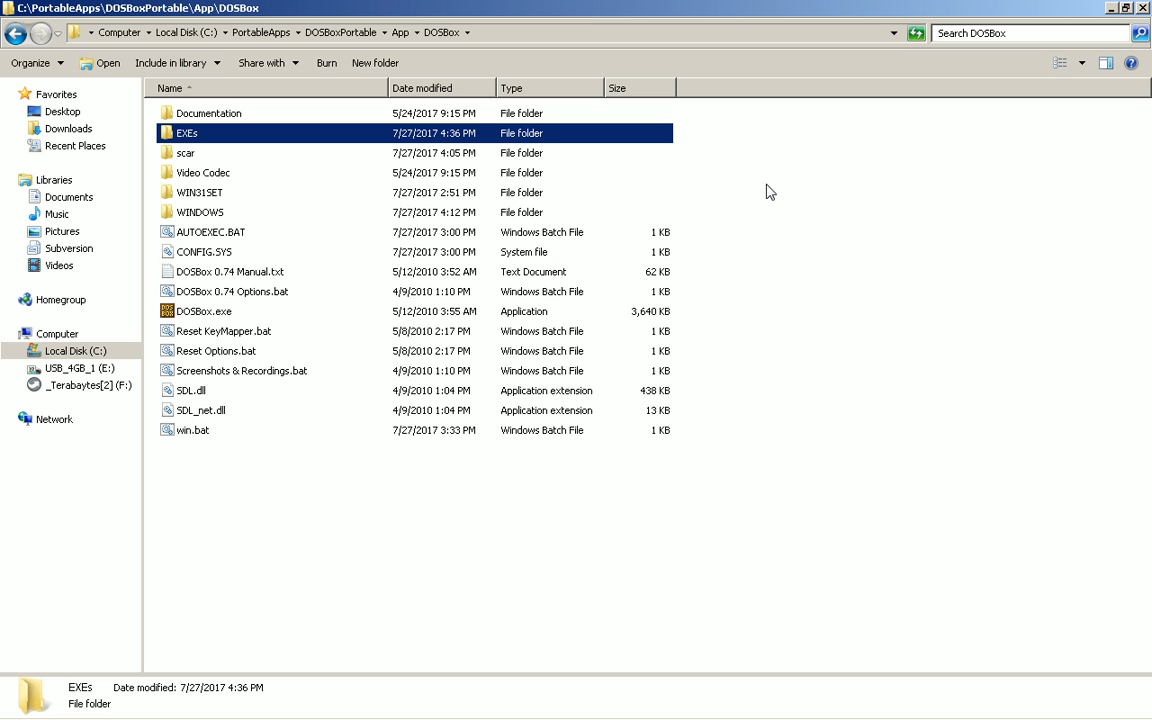 C:\PortableApps\DOSBoxPortable\App\DOSBox
Computer Local Disk (C:) PortableApps DOSBoxPortable App DOSBox
Search DOSBox
Organize Open Include in library Share with Burn New folder
Name Date modified Type Size
Favorites
Desktop
Downloads
Recent Places
Libraries
Documents
Music
Pictures
Subversion
Videos
Homegroup
Computer
Local Disk (C:)
USB_4GB_1 (E:)
_Terabaytes[2] (F:)
Network
Documentation 5/24/2017 9:15 PM File folder
EXEs 7/27/2017 4:36 PM File folder
scar 7/27/2017 4:05 PM File folder
Video Codec 5/24/2017 9:15 PM File folder
WIN31SET 7/27/2017 2:51 PM File folder
WINDOWS 7/27/2017 4:12 PM File folder
AUTOEXEC.BAT 7/27/2017 3:00 PM Windows Batch File 1 KB
CONFIG.SYS 7/27/2017 3:00 PM System file 1 KB
DOSBox 0.74 Manual.txt 5/12/2010 3:52 AM Text Document 62 KB
DOSBox 0.74 Options.bat 4/9/2010 1:10 PM Windows Batch File 1 KB
DOSBox.exe 5/12/2010 3:55 AM Application 3,640 KB
Reset KeyMapper.bat 5/8/2010 2:17 PM Windows Batch File 1 KB
Reset Options.bat 5/8/2010 2:17 PM Windows Batch File 1 KB
Screenshots & Recordings.bat 4/9/2010 1:10 PM Windows Batch File 1 KB
SDL.dll 4/9/2010 1:04 PM Application extension 438 KB
SDL_net.dll 4/9/2010 1:04 PM Application extension 13 KB
win.bat 7/27/2017 3:33 PM Windows Batch File 1 KB
EXEs Date modified: 7/27/2017 4:36 PM
File folder